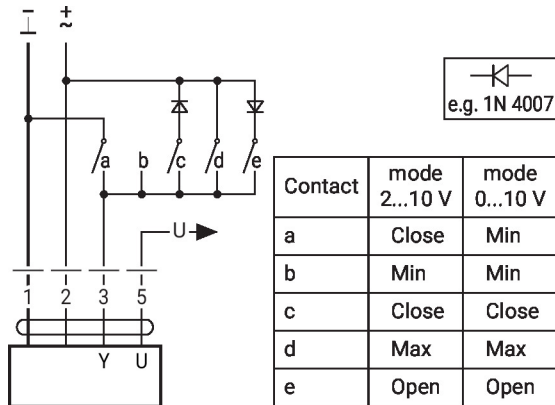 – +
⊥ ~
a b c d e
U
1 2 3 5
Y U
e.g. 1N 4007
Contact mode 2...10 V mode 0...10 V
a Close Min
b Min Min
c Close Close
d Max Max
e Open Open